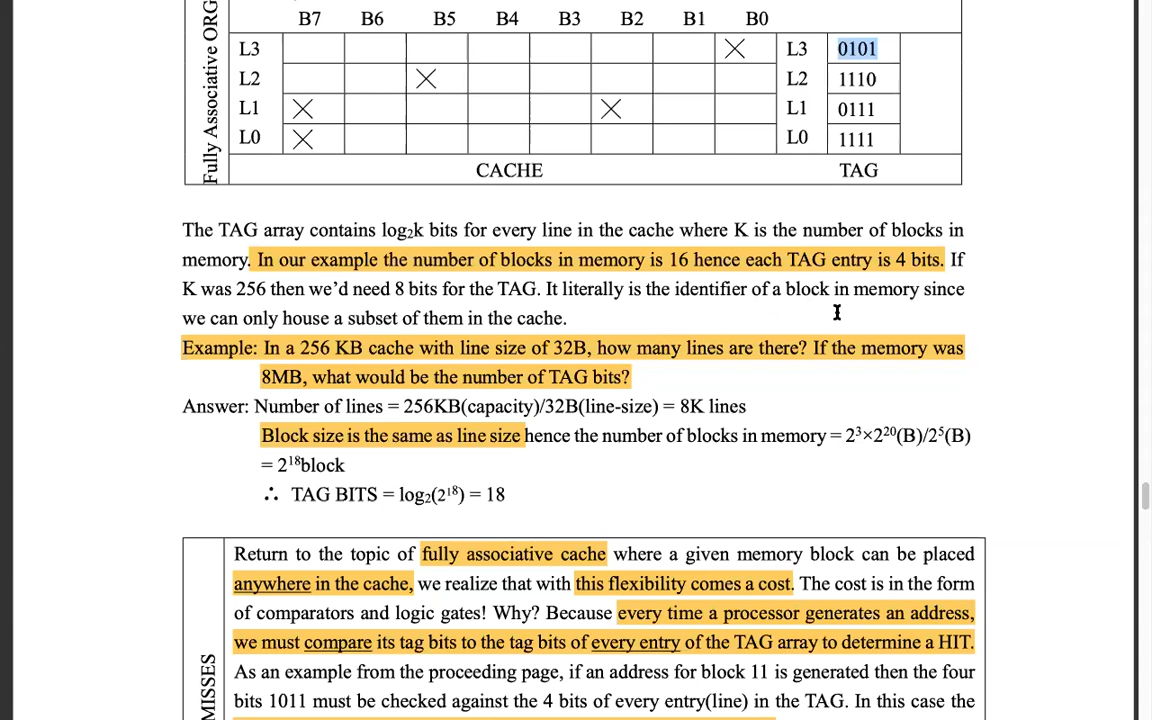 B7 B6 B5 B4 B3 B2 B1 B0
Fully Associative ORG
L3 L3 0101
L2 L2 1110
L1 L1 0111
L0 L0 1111
CACHE TAG
The TAG array contains log₂k bits for every line in the cache where K is the number of blocks in
memory. In our example the number of blocks in memory is 16 hence each TAG entry is 4 bits. If
K was 256 then we’d need 8 bits for the TAG. It literally is the identifier of a block in memory since
we can only house a subset of them in the cache.
Example: In a 256 KB cache with line size of 32B, how many lines are there? If the memory was
8MB, what would be the number of TAG bits?
Answer: Number of lines = 256KB(capacity)/32B(line-size) = 8K lines
Block size is the same as line size hence the number of blocks in memory = 2³×2²⁰(B)/2⁵(B)
= 2¹⁸block
∴ TAG BITS = log₂(2¹⁸) = 18
MISSES
Return to the topic of fully associative cache where a given memory block can be placed
anywhere in the cache, we realize that with this flexibility comes a cost. The cost is in the form
of comparators and logic gates! Why? Because every time a processor generates an address,
we must compare its tag bits to the tag bits of every entry of the TAG array to determine a HIT.
As an example from the proceeding page, if an address for block 11 is generated then the four
bits 1011 must be checked against the 4 bits of every entry(line) in the TAG. In this case the